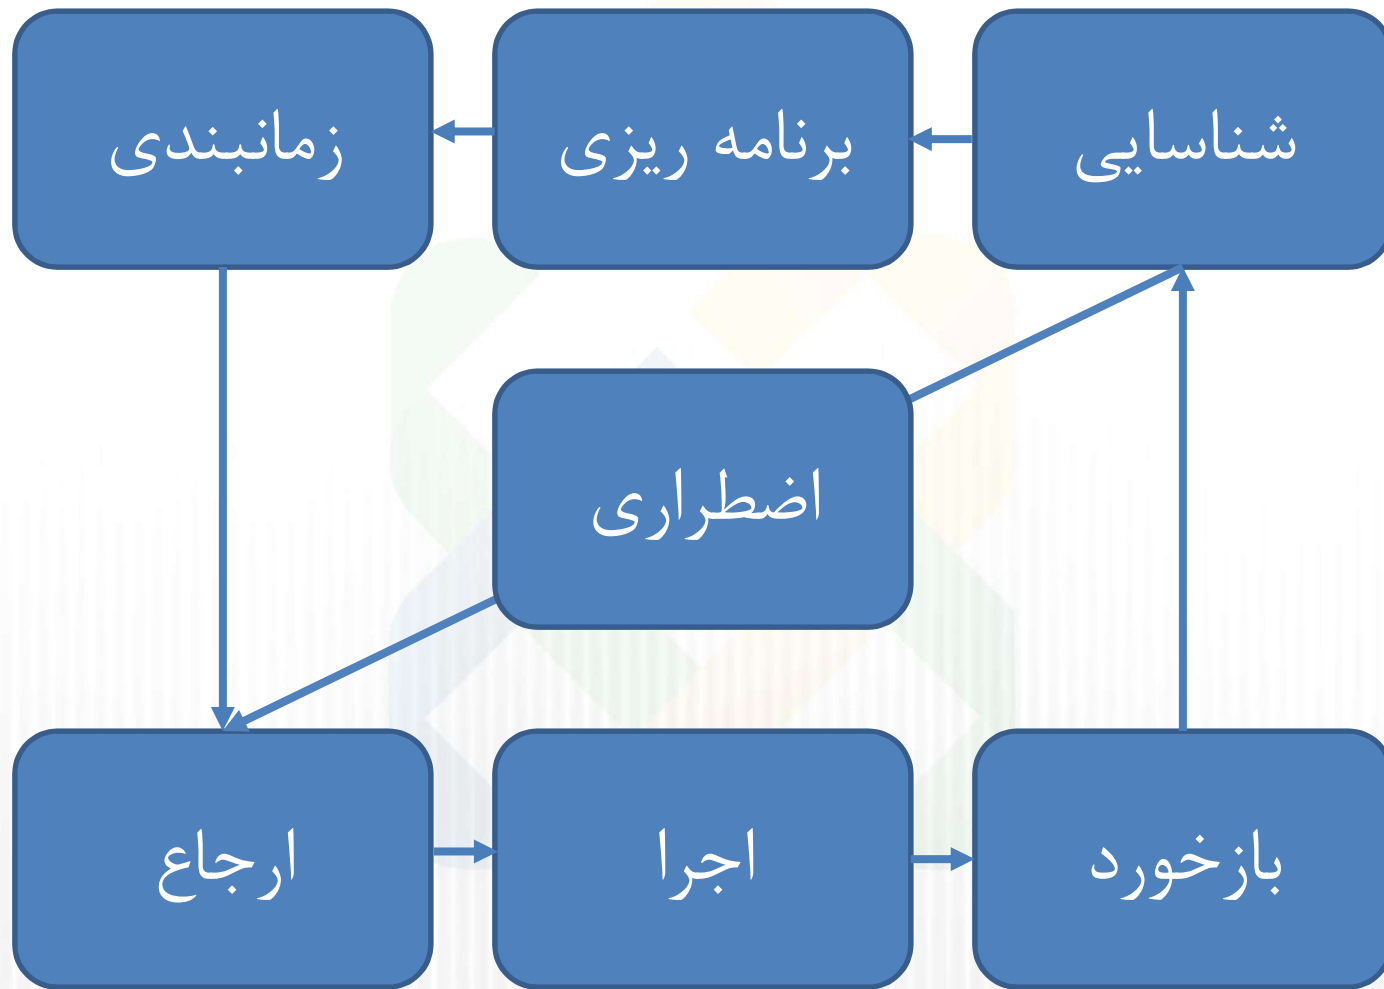 شناسایی
برنامه ریزی
زمانبندی
اضطراری
ارجاع
اجرا
بازخورد